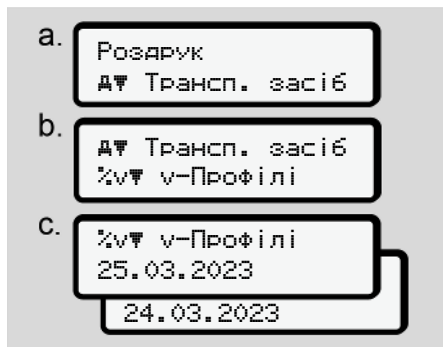 a.
Роздрук
A▼ Трансп. засіб
b.
A▼ Трансп. засіб
%v▼ v-Профілі
c.
%v▼ v-Профілі
25.03.2023
24.03.2023